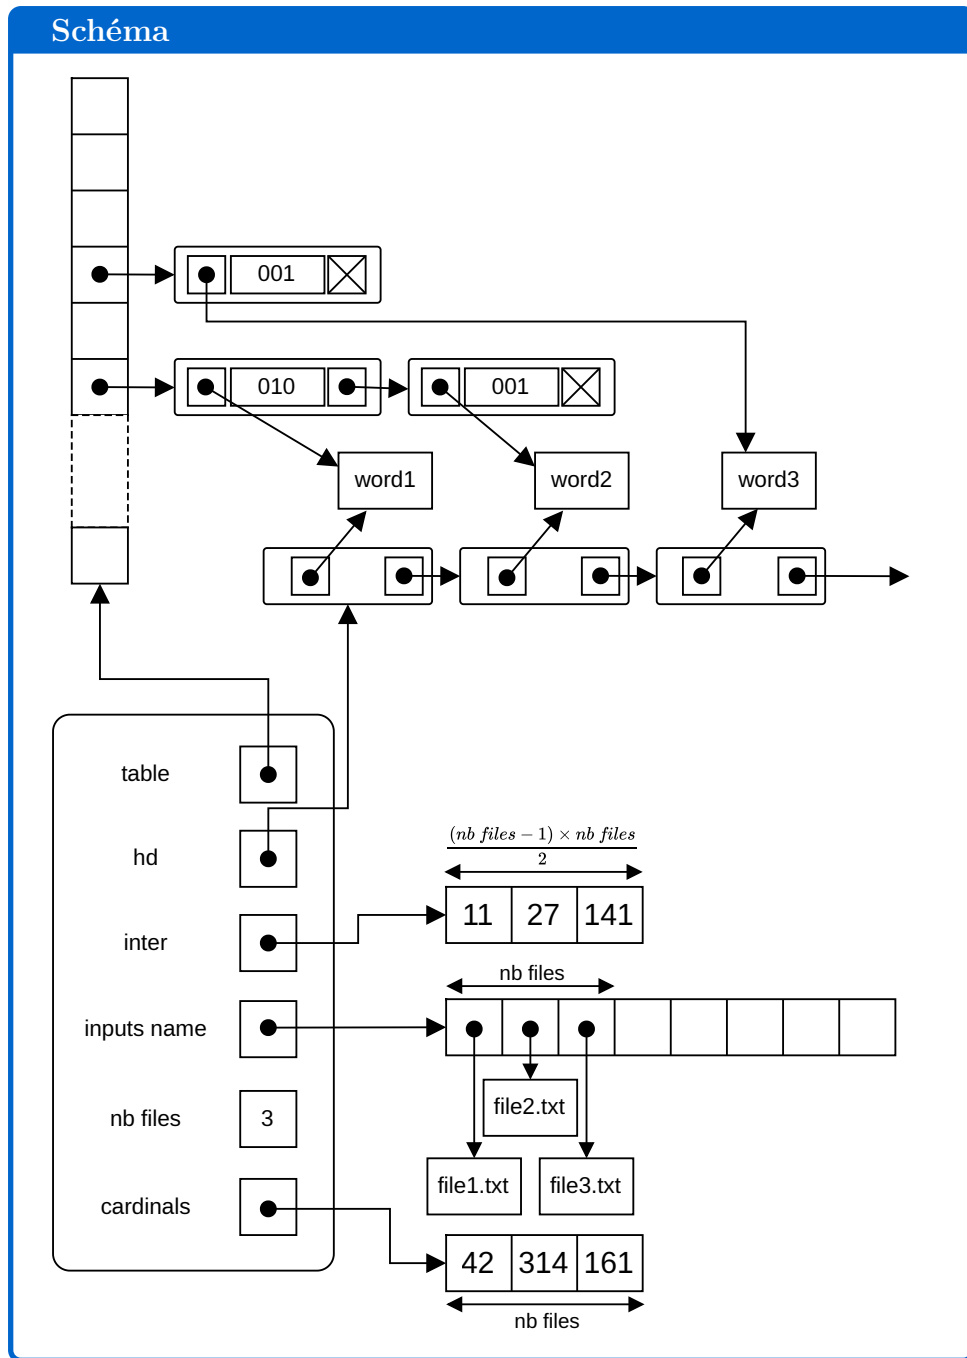 Schéma
001
010
001
word1
word2
word3
table
hd
inter
inputs name
nb files
3
cardinals
(nb files − 1) × nb files
2
11 27 141
nb files
file2.txt
file1.txt
file3.txt
42 314 161
nb files